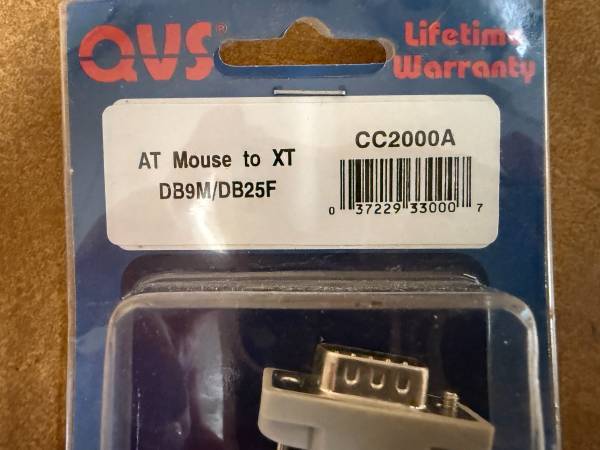 QVS®
Lifetime
Warranty
AT Mouse to XT
DB9M/DB25F
CC2000A
0 37229 33000 7